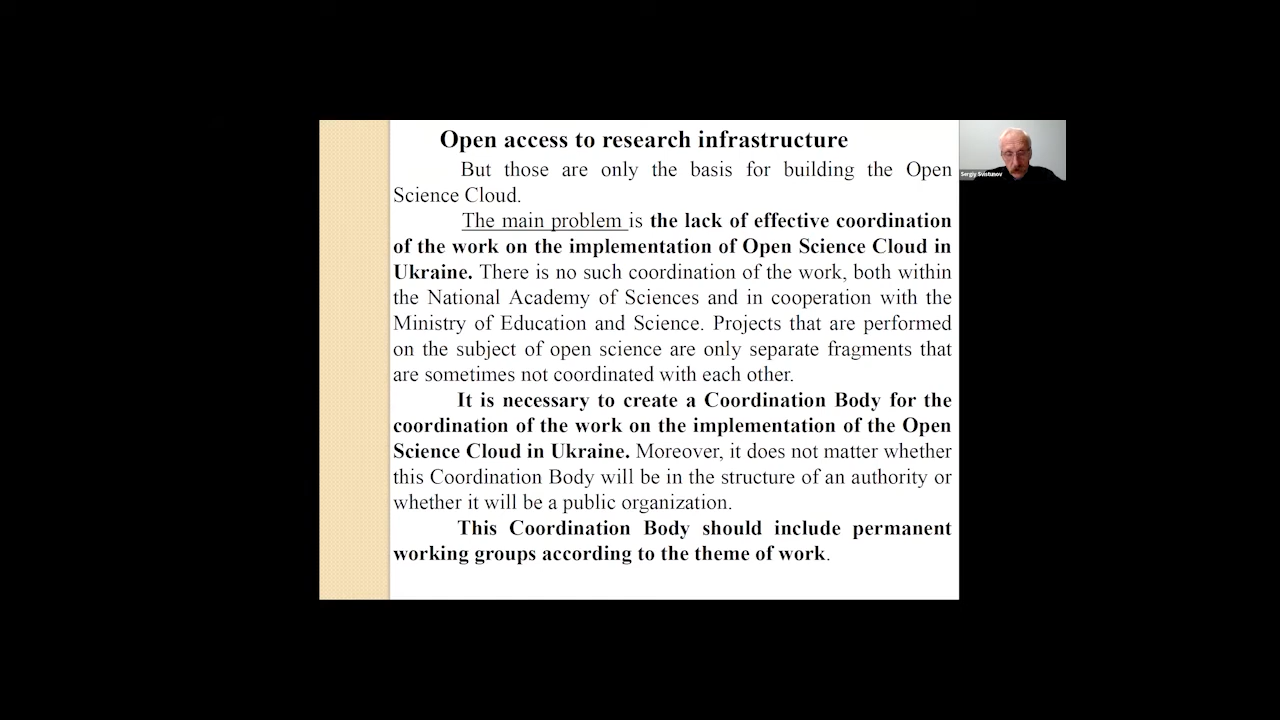 Open access to research infrastructure
But those are only the basis for building the Open
Science Cloud.
The main problem is the lack of effective coordination
of the work on the implementation of Open Science Cloud in
Ukraine. There is no such coordination of the work, both within
the National Academy of Sciences and in cooperation with the
Ministry of Education and Science. Projects that are performed
on the subject of open science are only separate fragments that
are sometimes not coordinated with each other.
It is necessary to create a Coordination Body for the
coordination of the work on the implementation of the Open
Science Cloud in Ukraine. Moreover, it does not matter whether
this Coordination Body will be in the structure of an authority or
whether it will be a public organization.
This Coordination Body should include permanent
working groups according to the theme of work.
Sergiy Svistunov